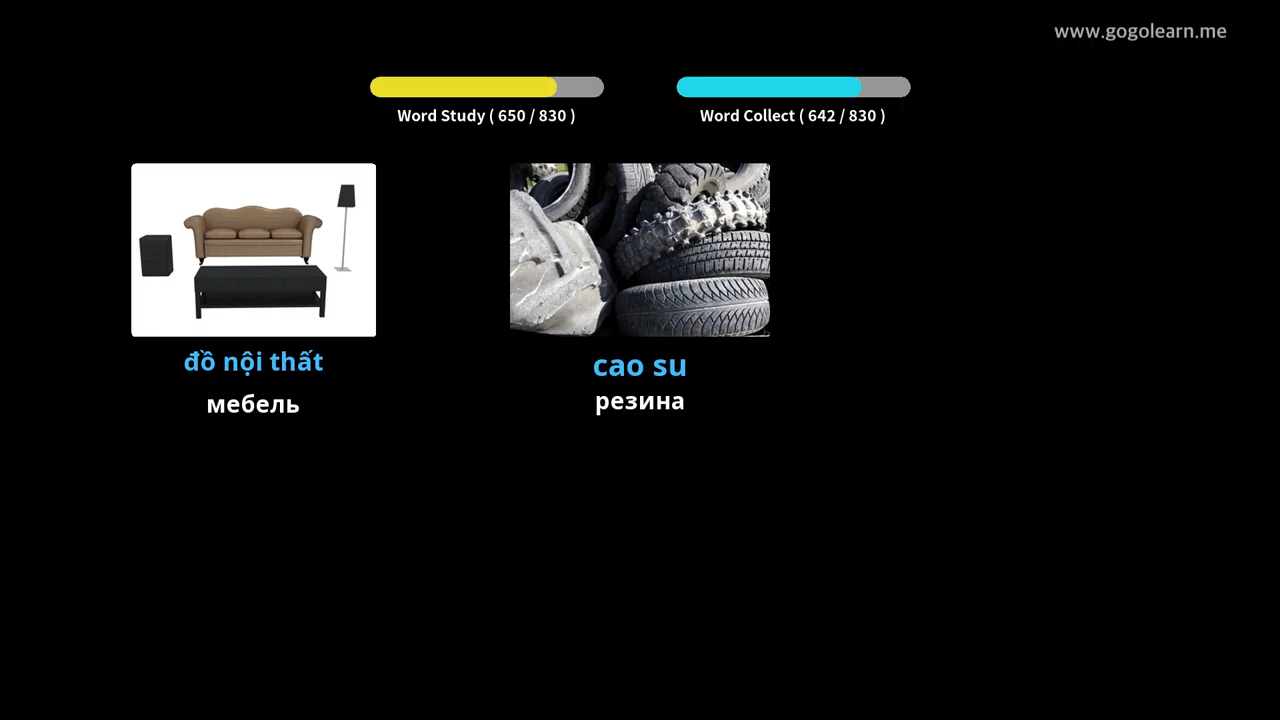 www.gogolearn.me
Word Study ( 650 / 830 )
Word Collect ( 642 / 830 )
đồ nội thất
мебель
cao su
резина